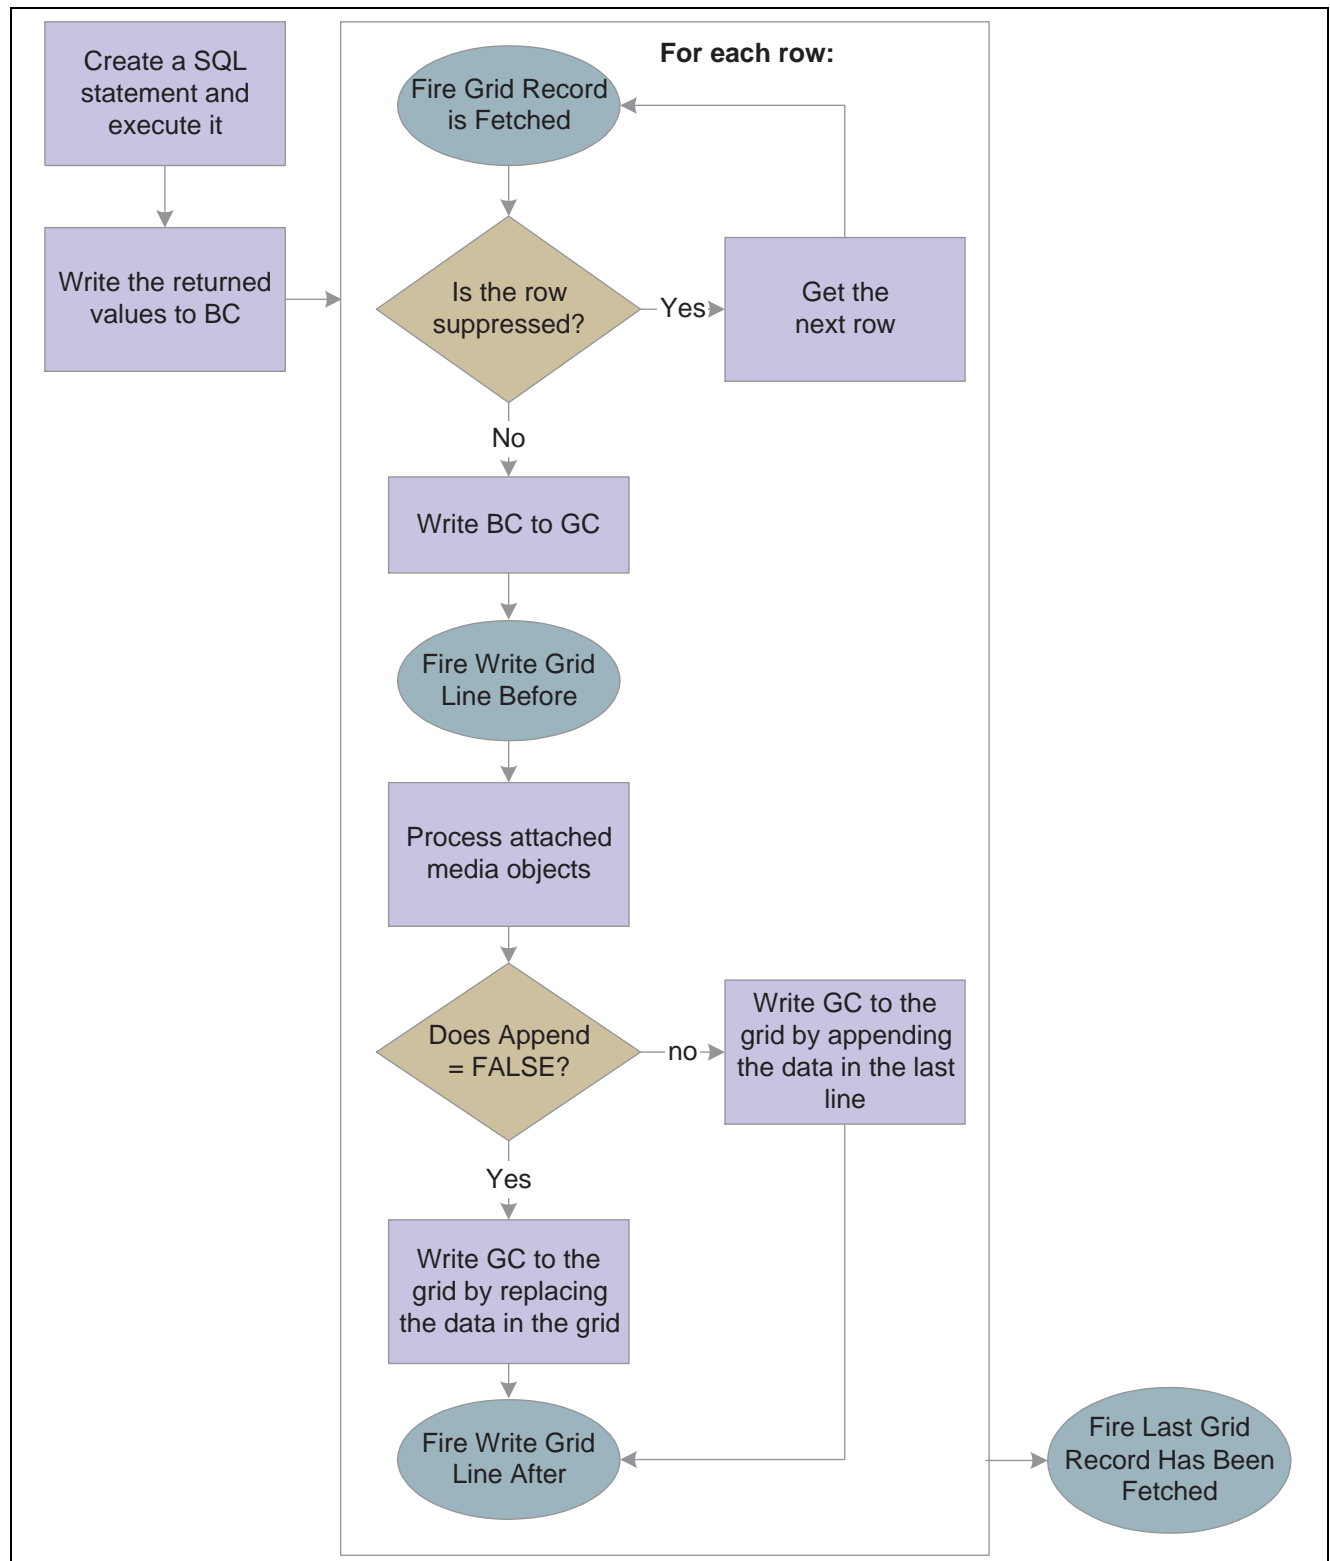 Create a SQL
statement and
execute it
Write the returned
values to BC
For each row:
Fire Grid Record
is Fetched
Is the row
suppressed?
Yes
Get the
next row
No
Write BC to GC
Fire Write Grid
Line Before
Process attached
media objects
Does Append
= FALSE?
no
Write GC to the
grid by appending
the data in the last
line
Yes
Write GC to the
grid by replacing
the data in the grid
Fire Write Grid
Line After
Fire Last Grid
Record Has Been
Fetched